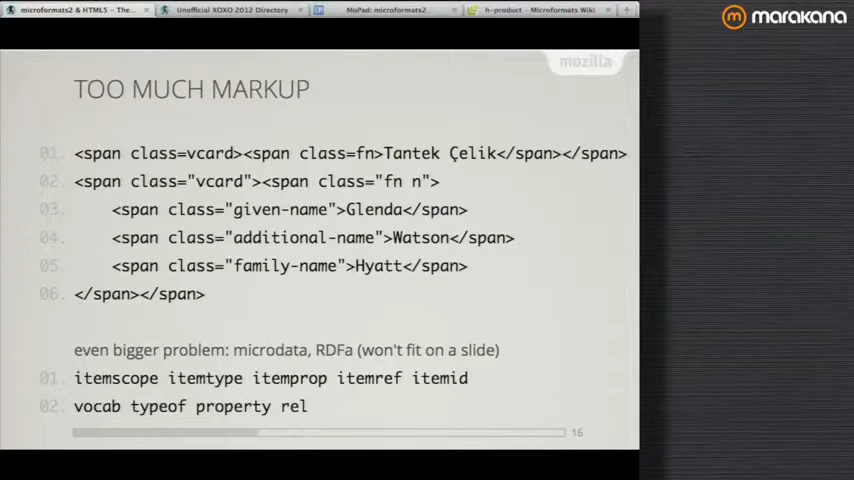 microformats2 & HTML5 – The...
Unofficial XOXO 2012 Directory
MoPad: microformats2
h-product - Microformats Wiki
marakana
mozilla
TOO MUCH MARKUP
01. <span class=vcard><span class=fn>Tantek Çelik</span></span>
02. <span class="vcard"><span class="fn n">
03. <span class="given-name">Glenda</span>
04. <span class="additional-name">Watson</span>
05. <span class="family-name">Hyatt</span>
06. </span></span>
even bigger problem: microdata, RDFa (won't fit on a slide)
01. itemscope itemtype itemprop itemref itemid
02. vocab typeof property rel
16